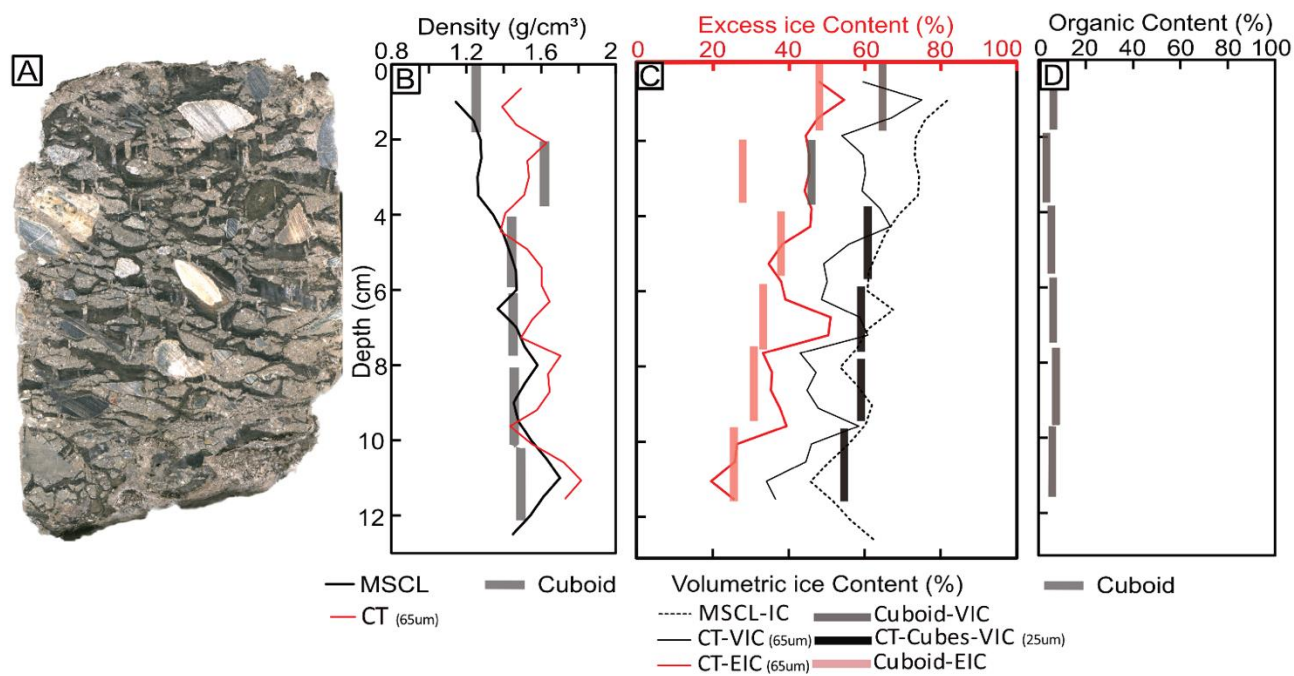 A
Density (g/cm³)
0.8 1.2 1.6 2
B
Depth (cm)
0
2
4
6
8
10
12
Excess ice Content (%)
0 20 40 60 80 100
C
Organic Content (%)
0 20 40 60 80 100
D
MSCL
CT (65um)
Cuboid
Volumetric ice Content (%)
MSCL-IC
CT-VIC (65um)
CT-EIC (65um)
Cuboid-VIC
CT-Cubes-VIC (25um)
Cuboid-EIC
Cuboid